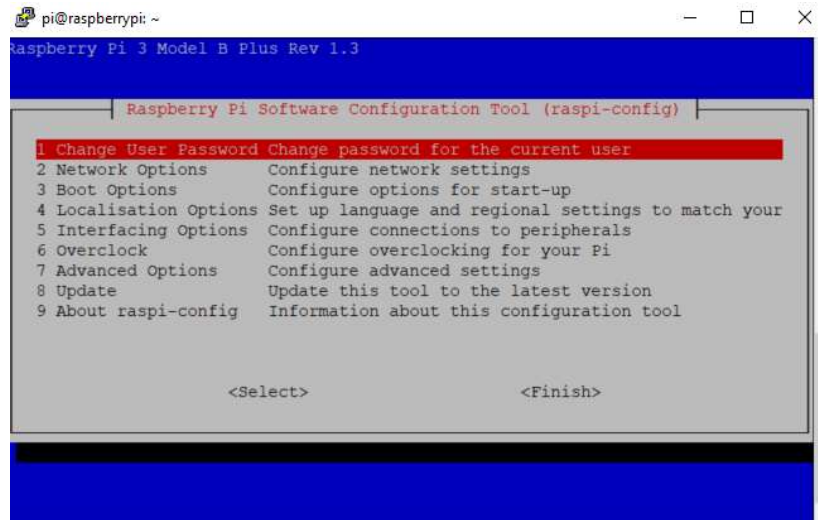 pi@raspberrypi: ~
Raspberry Pi 3 Model B Plus Rev 1.3
Raspberry Pi Software Configuration Tool (raspi-config)
1 Change User Password Change password for the current user
2 Network Options Configure network settings
3 Boot Options Configure options for start-up
4 Localisation Options Set up language and regional settings to match your
5 Interfacing Options Configure connections to peripherals
6 Overclock Configure overclocking for your Pi
7 Advanced Options Configure advanced settings
8 Update Update this tool to the latest version
9 About raspi-config Information about this configuration tool
<Select> <Finish>